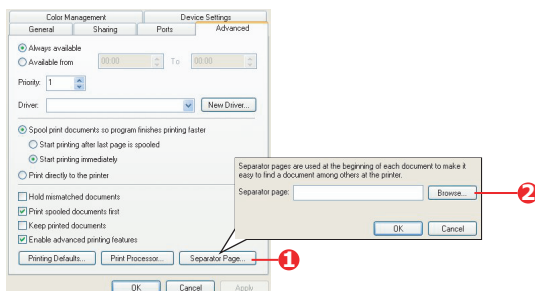 Color Management Device Settings
General Sharing Ports Advanced
Always available
Available from 00:00 To 00:00
Priority: 1
Driver: New Driver...
Spool print documents so program finishes printing faster
Start printing after last page is spooled
Start printing immediately
Print directly to the printer
Separator pages are used at the beginning of each document to make it
easy to find a document among others at the printer.
Separator page: Browse... 2
OK Cancel
Hold mismatched documents
Print spooled documents first
Keep printed documents
Enable advanced printing features
Printing Defaults... Print Processor... Separator Page... 1
OK Cancel Apply